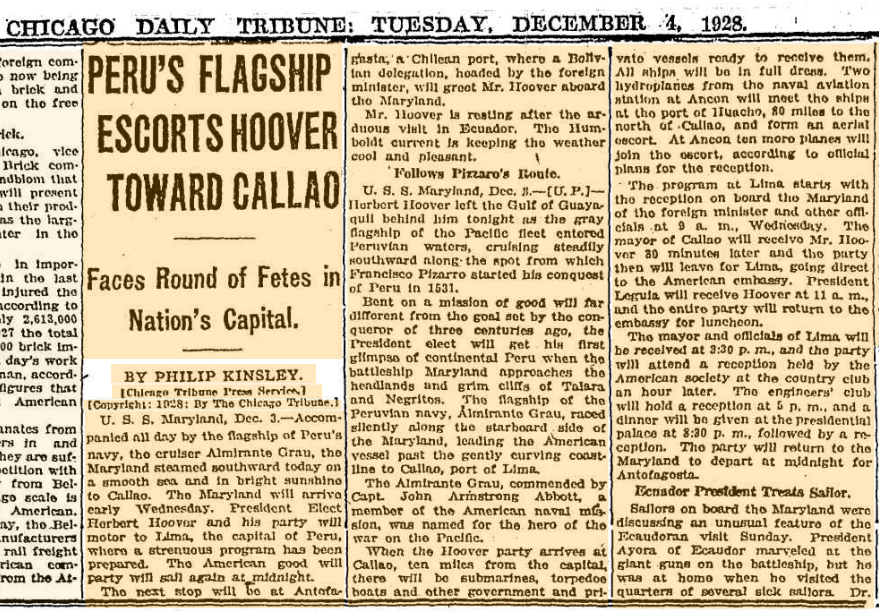 CHICAGO DAILY TRIBUNE: TUESDAY, DECEMBER 4, 1928.
foreign com-
now being
brick and
on the free
ick.
icago, vice
Brick com-
ndblom that
will present
their prod-
as the larg-
ter in the
in impor-
in the last
injured the
according to
ly 2,613,000
27 the total
00 brick im-
day's work
nan, accord-
figures that
American
anates from
ers in and
they are suf-
petition with
from Bel-
go scale is
American.
ay, the Bel-
nufacturers
rail freight
rican com-
rom the At-
PERU'S FLAGSHIP
ESCORTS HOOVER
TOWARD CALLAO
Faces Round of Fetes in
Nation's Capital.
BY PHILIP KINSLEY.
[Chicago Tribune Press Service.]
[Copyright: 1928: By The Chicago Tribune.]
U. S. S. Maryland, Dec. 3.—Accom-
panied all day by the flagship of Peru's
navy, the cruiser Almirante Grau, the
Maryland steamed southward today on
a smooth sea and in bright sunshine
to Callao. The Maryland will arrive
early Wednesday. President Elect
Herbert Hoover and his party will
motor to Lima, the capital of Peru,
where a strenuous program has been
prepared. The American good will
party will sail again at midnight.
The next stop will be at Antofa-
gasta, a Chilean port, where a Boliv-
ian delegation, headed by the foreign
minister, will greet Mr. Hoover aboard
the Maryland.
Mr. Hoover is resting after the ar-
duous visit in Ecuador. The Hum-
boldt current is keeping the weather
cool and pleasant.
Follows Pizzaro's Route.
U. S. S. Maryland, Dec. 3.—[U. P.]—
Herbert Hoover left the Gulf of Guaya-
quil behind him tonight as the gray
flagship of the Pacific fleet entered
Peruvian waters, cruising steadily
southward along the spot from which
Francisco Pizarro started his conquest
of Peru in 1531.
Bent on a mission of good will far
different from the goal set by the con-
queror of three centuries ago, the
President elect will get his first
glimpse of continental Peru when the
battleship Maryland approaches the
headlands and grim cliffs of Talara
and Negritos. The flagship of the
Peruvian navy, Almirante Grau, raced
silently along the starboard side of
the Maryland, leading the American
vessel past the gently curving coast-
line to Callao, port of Lima.
The Almirante Grau, commended by
Capt. John Armstrong Abbott, a
member of the American naval mis-
sion, was named for the hero of the
war on the Pacific.
When the Hoover party arrives at
Callao, ten miles from the capital,
there will be submarines, torpedoe
boats and other government and pri-
vate vessels ready to receive them.
All ships will be in full dress. Two
hydroplanes from the naval aviation
station at Ancon will meet the ships
at the port of Huacho, 80 miles to the
north of Callao, and form an aerial
escort. At Ancon ten more planes will
join the escort, according to official
plans for the reception.
The program at Lima starts with
the reception on board the Maryland
of the foreign minister and other offi-
cials at 9 a. m., Wednesday. The
mayor of Callao will receive Mr. Hoo-
ver 30 minutes later and the party
then will leave for Lima, going direct
to the American embassy. President
Leguia will receive Hoover at 11 a. m.,
and the entire party will return to the
embassy for luncheon.
The mayor and officials of Lima will
be received at 3:30 p. m., and the party
will attend a reception held by the
American society at the country club
an hour later. The engineers' club
will hold a reception at 5 p. m., and a
dinner will be given at the presidential
palace at 8:30 p. m., followed by a re-
ception. The party will return to the
Maryland to depart at midnight for
Antofagosta.
Ecuador President Treats Sailor.
Sailors on board the Maryland were
discussing an unusual feature of the
Ecuaderan visit Sunday. President
Ayora of Ecaudor marveled at the
giant guns on the battleship, but he
was at home when he visited the
quarters of several sick sailors. Dr.